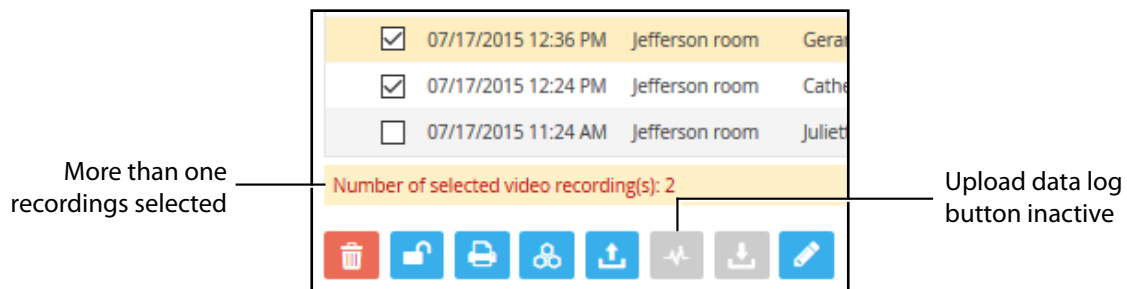 07/17/2015 12:36 PM Jefferson room
07/17/2015 12:24 PM Jefferson room
07/17/2015 11:24 AM Jefferson room
More than one
recordings selected
Number of selected video recording(s): 2
Upload data log
button inactive